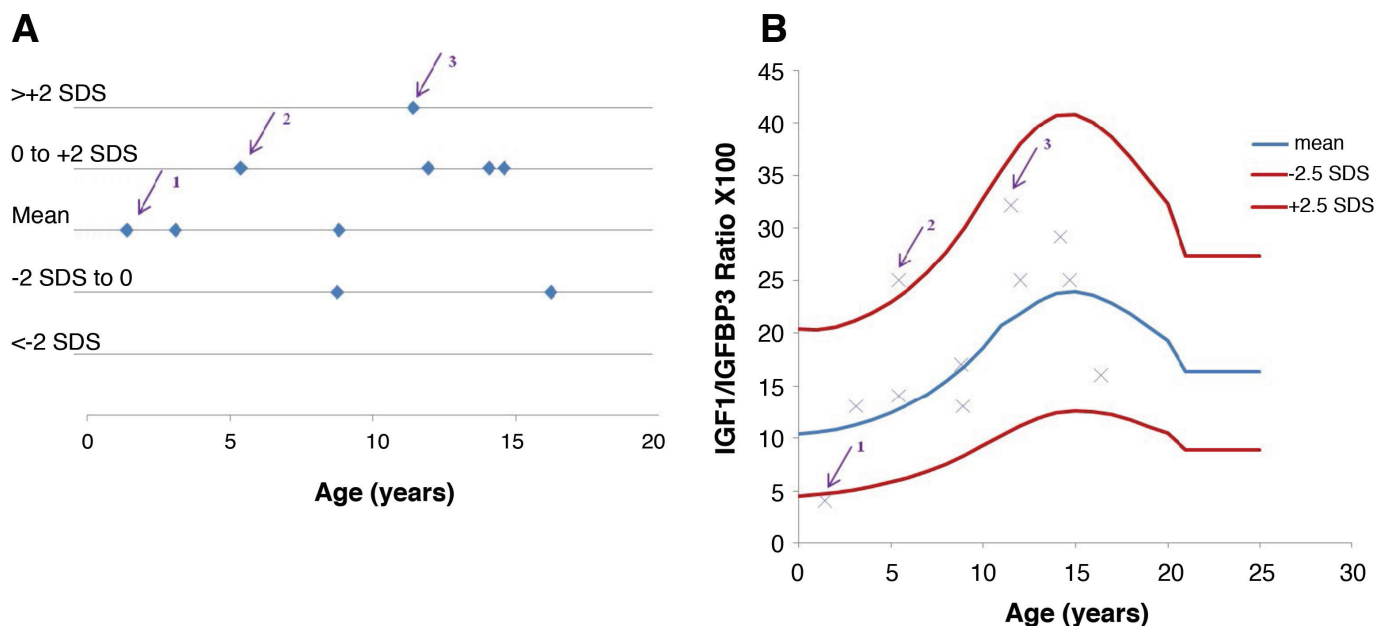 A
>+2 SDS
3
0 to +2 SDS
2
Mean
1
-2 SDS to 0
<-2 SDS
0 5 10 15 20
Age (years)
B
IGF1/IGFBP3 Ratio X100
45
40
35
30
25
20
15
10
5
0
3
2
1
mean
-2.5 SDS
+2.5 SDS
0 5 10 15 20 25 30
Age (years)